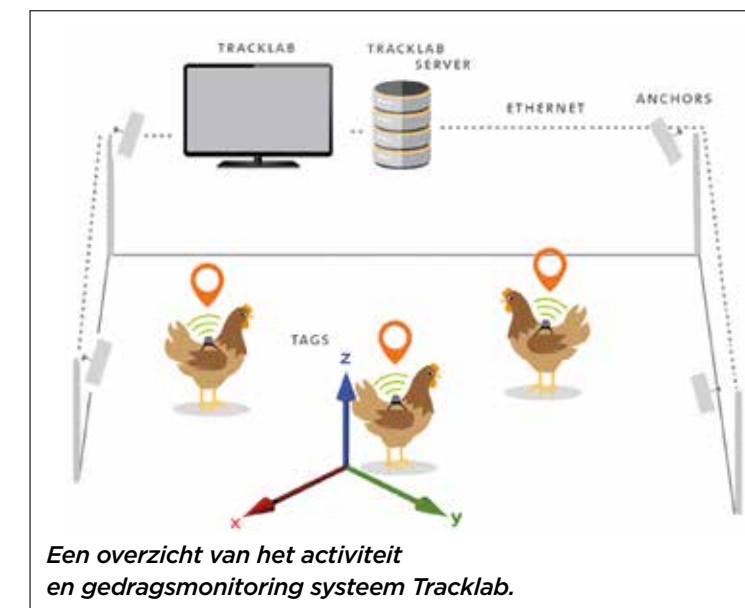 TRACKLAB
TRACKLAB
SERVER
ETHERNET
ANCHORS
TAGS
z
x
y
Een overzicht van het activiteit
en gedragsmonitoring systeem Tracklab.